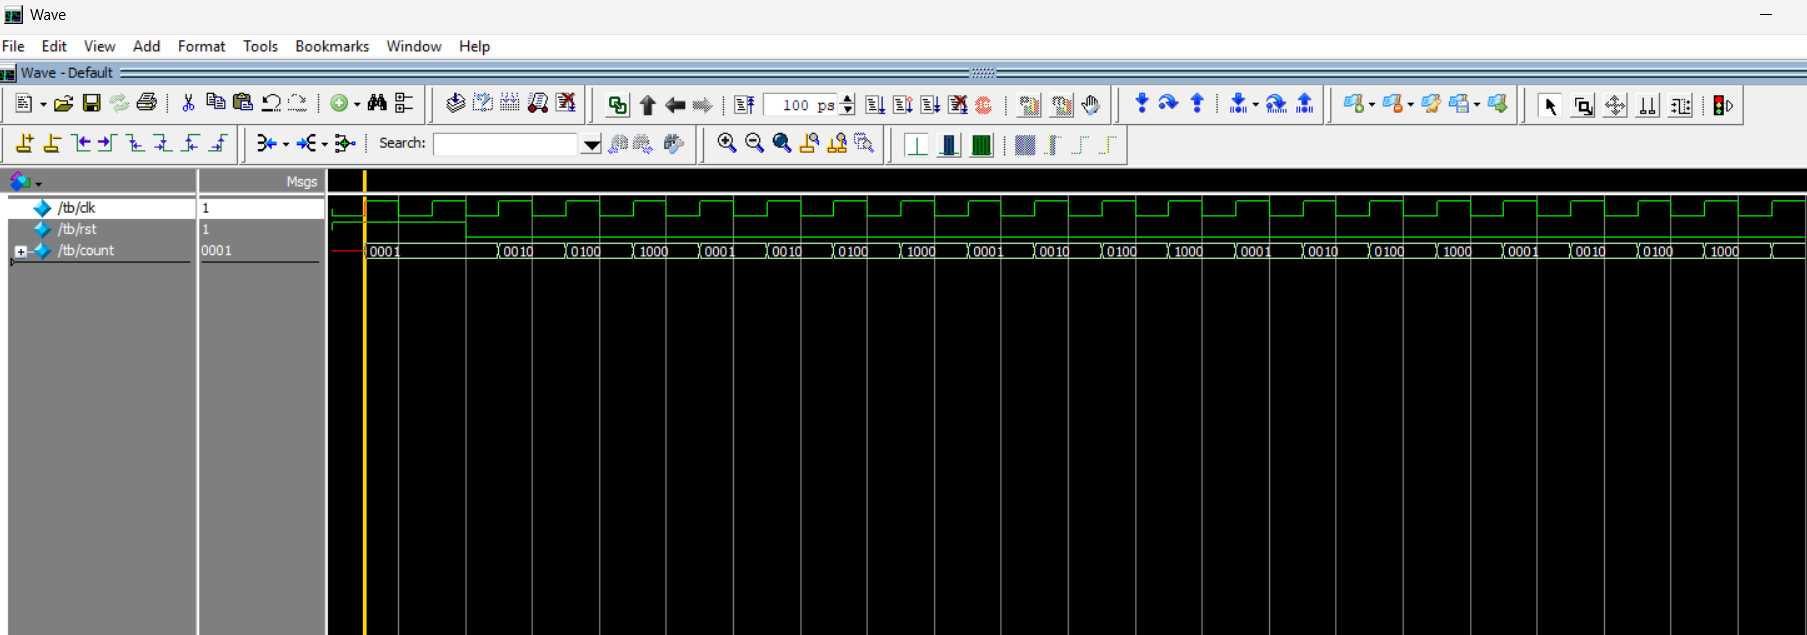 Wave
File Edit View Add Format Tools Bookmarks Window Help
Wave - Default
100 ps
Search:
Msgs
/tb/clk 1
/tb/rst 1
/tb/count 0001 0001 0010 0100 1000 0001 0010 0100 1000 0001 0010 0100 1000 0001 0010 0100 1000 0001 0010 0100 1000